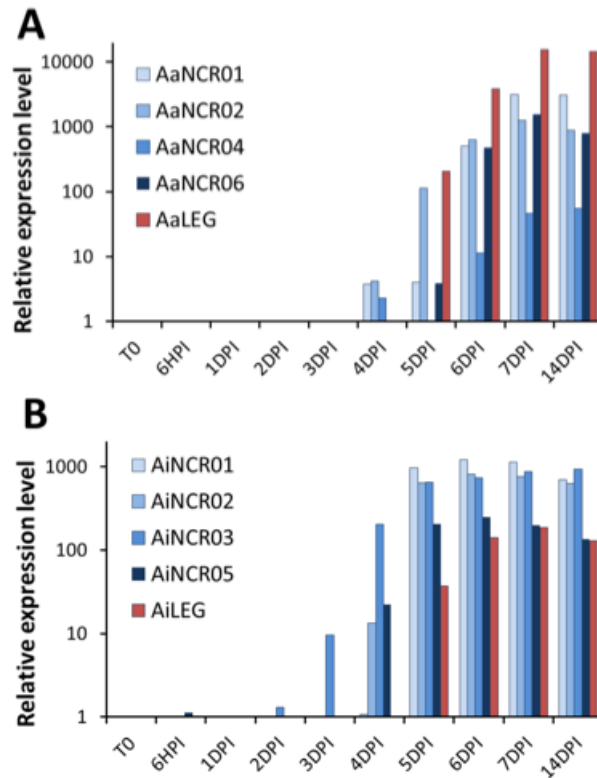 A
Relative expression level
10000
1000
100
10
1
AaNCR01
AaNCR02
AaNCR04
AaNCR06
AaLEG
T0 6HPI 1DPI 2DPI 3DPI 4DPI 5DPI 6DPI 7DPI 14DPI
B
Relative expression level
1000
100
10
1
AiNCR01
AiNCR02
AiNCR03
AiNCR05
AiLEG
T0 6HPI 1DPI 2DPI 3DPI 4DPI 5DPI 6DPI 7DPI 14DPI